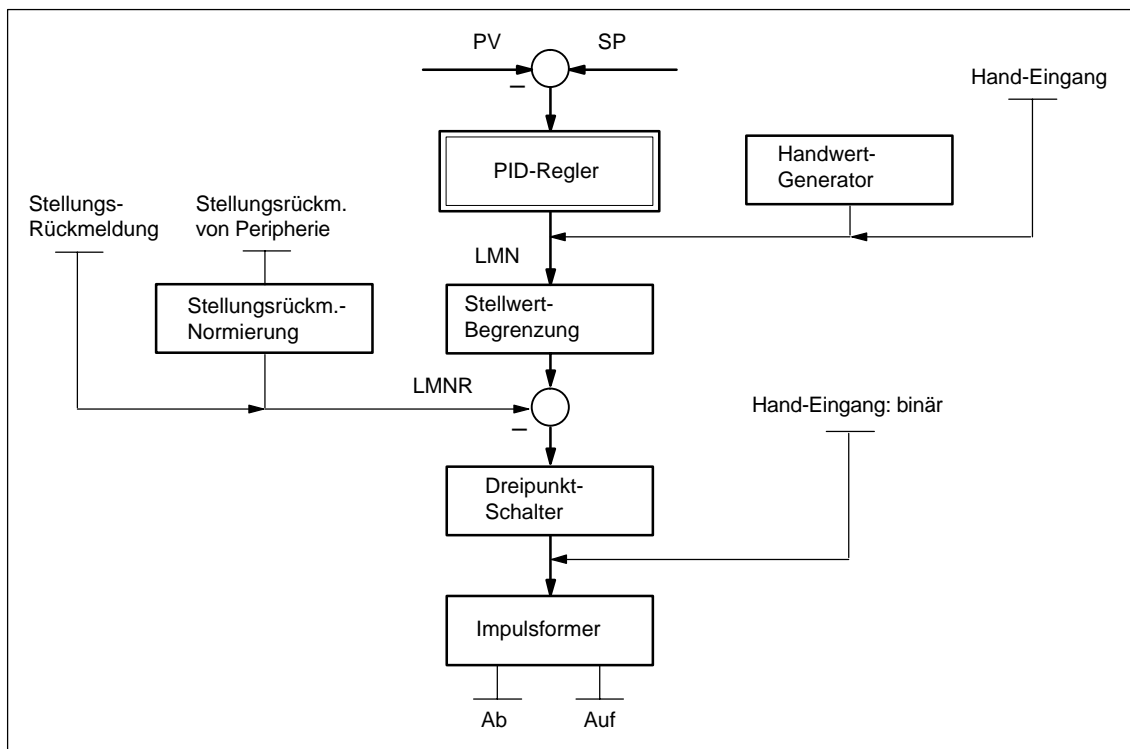 PV
SP
–
Hand-Eingang
PID-Regler
Handwert-
Generator
Stellungs-
Rückmeldung
Stellungsrückm.
von Peripherie
LMN
Stellungsrückm.-
Normierung
Stellwert-
Begrenzung
LMNR
–
Hand-Eingang: binär
Dreipunkt-
Schalter
Impulsformer
Ab
Auf